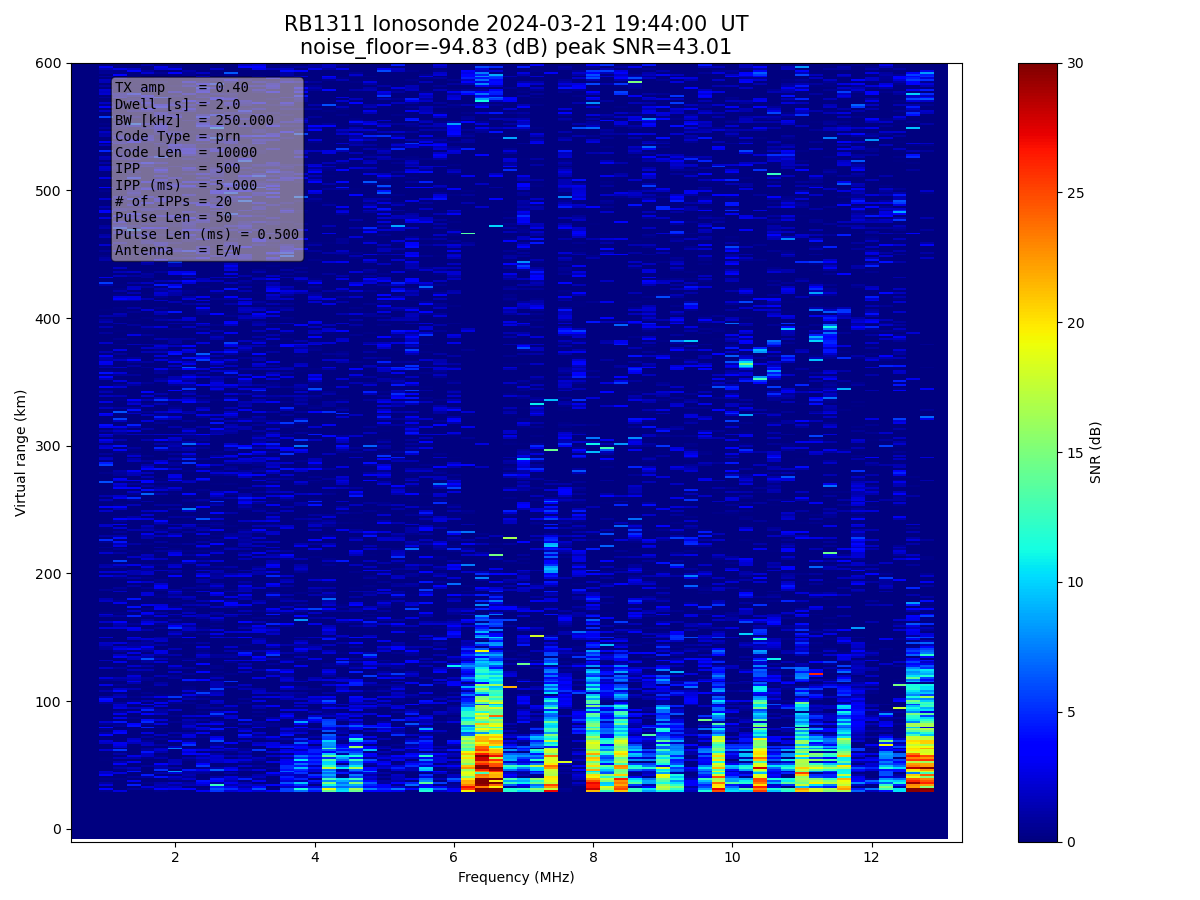 RB1311 Ionosonde 2024-03-21 19:44:00  UT
noise_floor=-94.83 (dB) peak SNR=43.01
TX amp    = 0.40
Dwell [s] = 2.0
BW [kHz]  = 250.000
Code Type = prn
Code Len  = 10000
IPP       = 500
IPP (ms)  = 5.000
# of IPPs = 20
Pulse Len = 50
Pulse Len (ms) = 0.500
Antenna   = E/W
600
500
400
300
200
100
0
Virtual range (km)
2 4 6 8 10 12
Frequency (MHz)
30
25
20
15
10
5
0
SNR (dB)